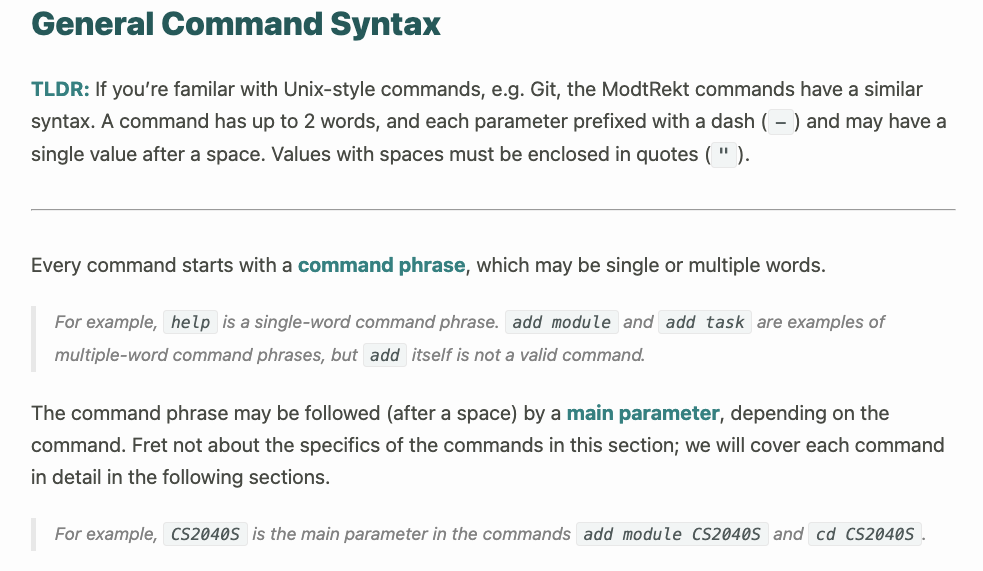 General Command Syntax
TLDR: If you’re familar with Unix-style commands, e.g. Git, the ModtRekt commands have a similar
syntax. A command has up to 2 words, and each parameter prefixed with a dash ( – ) and may have a
single value after a space. Values with spaces must be enclosed in quotes ( " ).
Every command starts with a command phrase, which may be single or multiple words.
For example, help is a single-word command phrase. add module and add task are examples of
multiple-word command phrases, but add itself is not a valid command.
The command phrase may be followed (after a space) by a main parameter, depending on the
command. Fret not about the specifics of the commands in this section; we will cover each command
in detail in the following sections.
For example, CS2040S is the main parameter in the commands add module CS2040S and cd CS2040S.